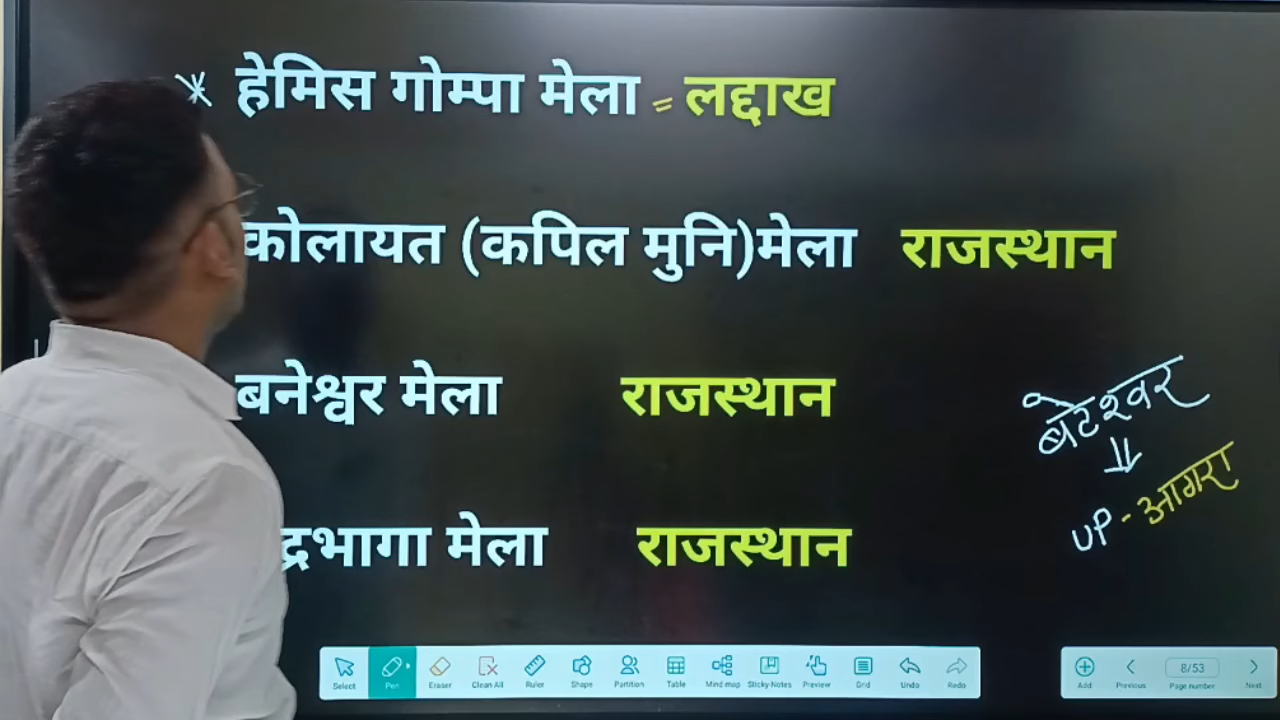 * हेमिस गोम्पा मेला = लद्दाख
कोलायत (कपिल मुनि)मेला राजस्थान
बनेश्वर मेला राजस्थान
बटेश्वर
⇓
UP - आगरा
द्रभागा मेला राजस्थान
Select Pen Eraser Clean All Ruler Shape Partition Table Mind map Sticky Notes Preview Grid Undo Redo
Add Previous 8/53 Page number Next